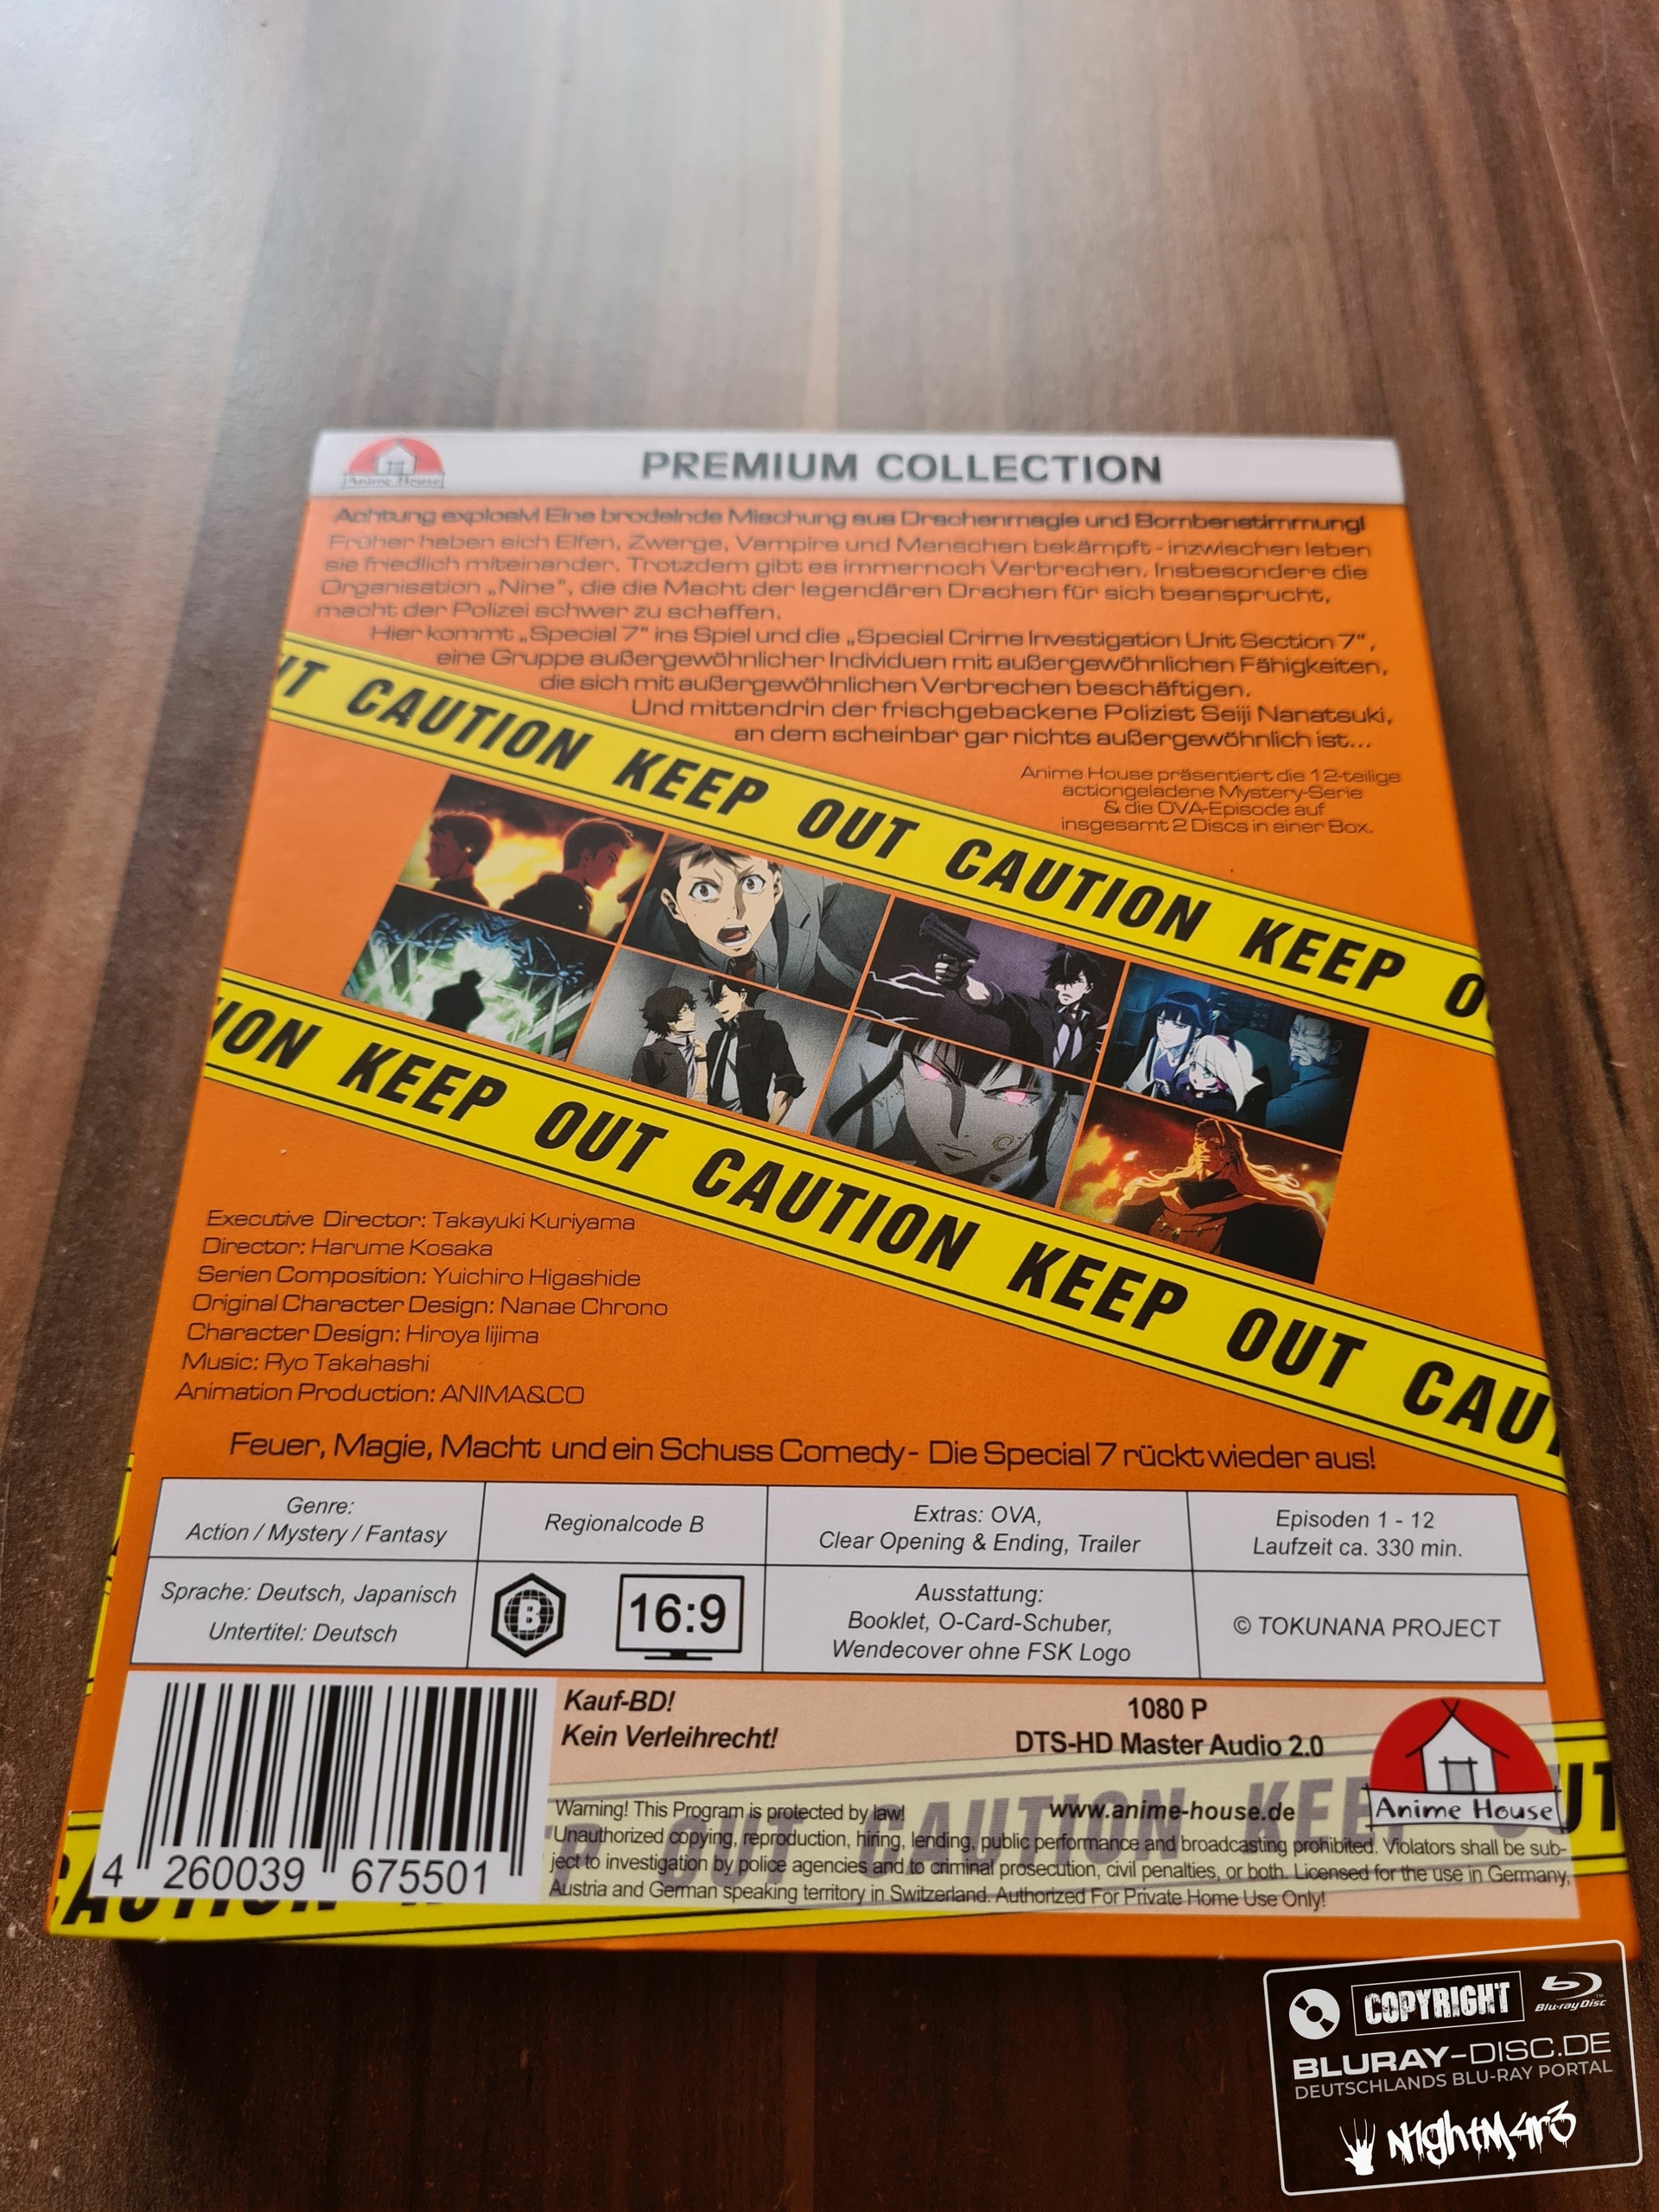 Anime House
PREMIUM COLLECTION
Achtung explosiv! Eine brodelnde Mischung aus Drachenmagie und Bombenstimmung!
Früher haben sich Elfen, Zwerge, Vampire und Menschen bekämpft - inzwischen leben
sie friedlich miteinander. Trotzdem gibt es immernoch Verbrechen. Insbesondere die
Organisation „Nine“, die die Macht der legendären Drachen für sich beansprucht,
macht der Polizei schwer zu schaffen.
Hier kommt „Special 7“ ins Spiel und die „Special Crime Investigation Unit Section 7“,
eine Gruppe außergewöhnlicher Individuen mit außergewöhnlichen Fähigkeiten,
die sich mit außergewöhnlichen Verbrechen beschäftigen.
Und mittendrin der frischgebackene Polizist Seiji Nanatsuki,
an dem scheinbar gar nichts außergewöhnlich ist...
UT CAUTION KEEP OUT CAUTION KEEP O
Anime House präsentiert die 12-teilige
actiongeladene Mystery-Serie
& die OVA-Episode auf
insgesamt 2 Discs in einer Box.
ION KEEP OUT CAUTION KEEP OUT CAU
Executive Director: Takayuki Kuriyama
Director: Harume Kosaka
Serien Composition: Yuichiro Higashide
Original Character Design: Nanae Chrono
Character Design: Hiroya Iijima
Music: Ryo Takahashi
Animation Production: ANIMA&CO
Feuer, Magie, Macht und ein Schuss Comedy - Die Special 7 rückt wieder aus!
Genre:
Action / Mystery / Fantasy
Regionalcode B
Extras: OVA,
Clear Opening & Ending, Trailer
Episoden 1 - 12
Laufzeit ca. 330 min.
Sprache: Deutsch, Japanisch
Untertitel: Deutsch
B
16:9
Ausstattung:
Booklet, O-Card-Schuber,
Wendecover ohne FSK Logo
© TOKUNANA PROJECT
Kauf-BD!
Kein Verleihrecht!
1080 P
DTS-HD Master Audio 2.0
Anime House
www.anime-house.de
Warning! This Program is protected by law!
Unauthorized copying, reproduction, hiring, lending, public performance and broadcasting prohibited. Violators shall be sub-
ject to investigation by police agencies and to criminal prosecution, civil penalties, or both. Licensed for the use in Germany,
Austria and German speaking territory in Switzerland. Authorized For Private Home Use Only!
4 260039 675501
CAUTION P OUT CAUTION KEEP OUT
COPYRIGHT
Blu-ray Disc
BLURAY-DISC.DE
DEUTSCHLANDS BLU-RAY PORTAL
N1ghtM4r3